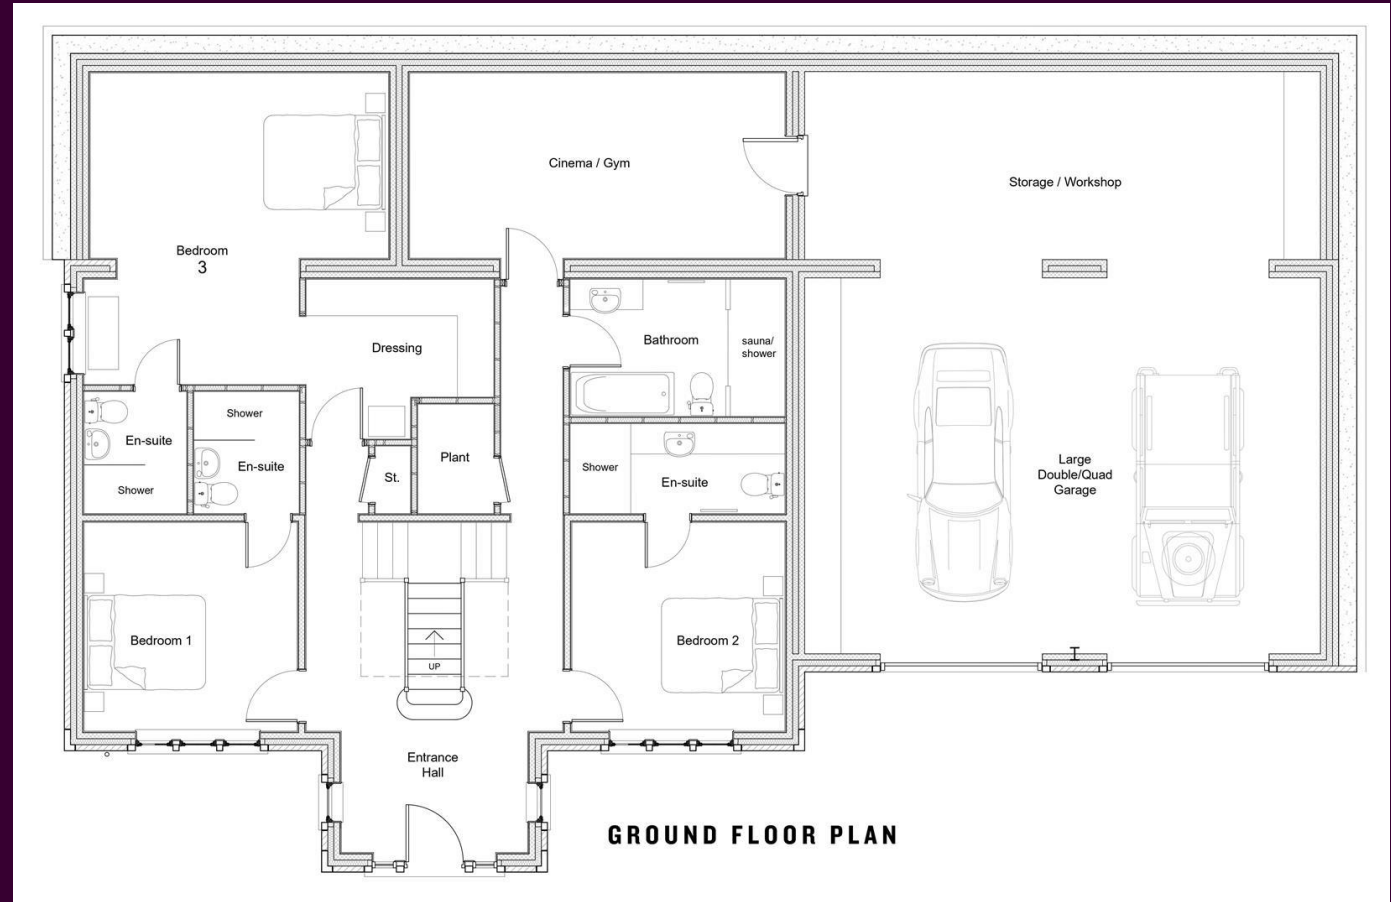 Cinema / Gym
Storage / Workshop
Bedroom
3
Dressing
Bathroom
sauna/
shower
Shower
En-suite
En-suite
Shower
St.
Plant
Shower
En-suite
Large
Double/Quad
Garage
Bedroom 1
UP
Bedroom 2
Entrance
Hall
GROUND FLOOR PLAN